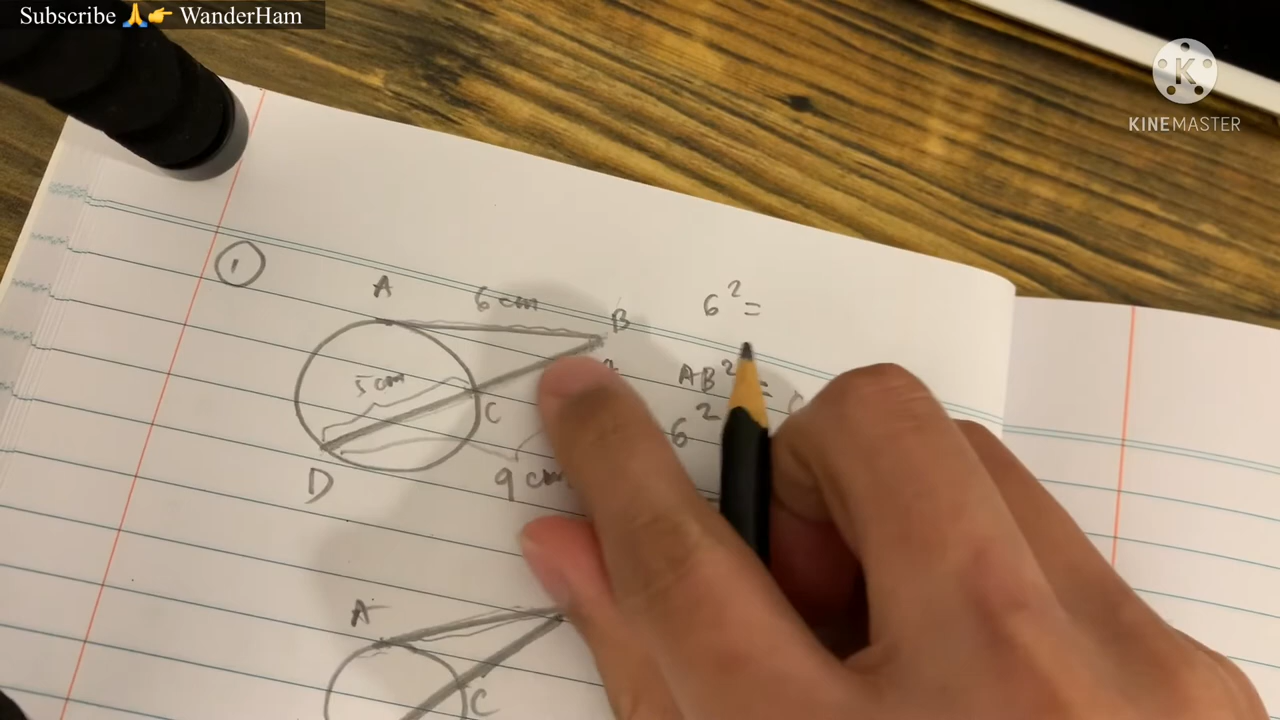 Subscribe 🙏👉 WanderHam
K
KINEMASTER
1
A
6 cm
B
6² =
5 cm
AB² =
C
6²
D
9 cm
A
C